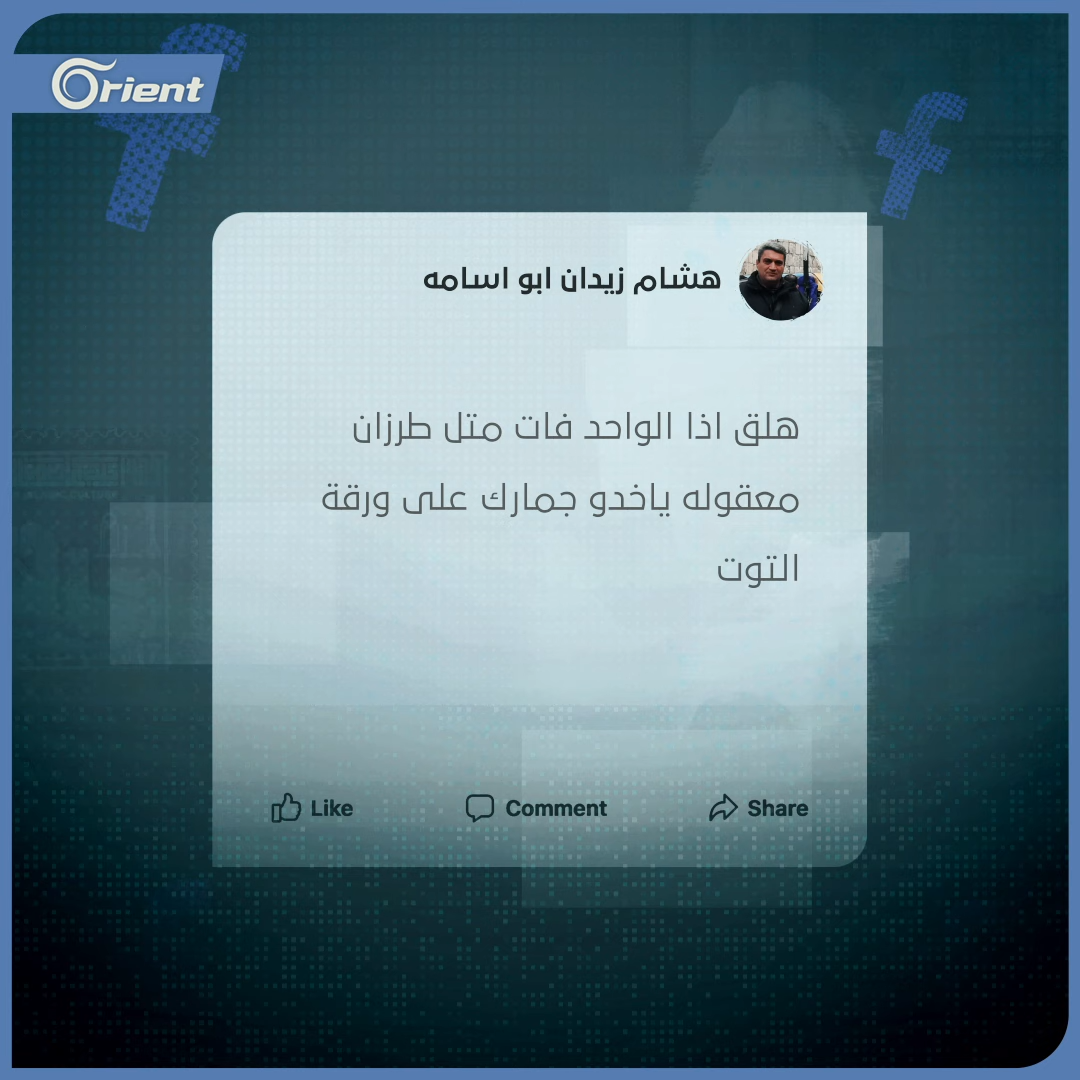 Orient
هشام زيدان ابو اسامه
هلق اذا الواحد فات متل طرزان
معقوله ياخدو جمارك على ورقة
التوت
Like Comment Share